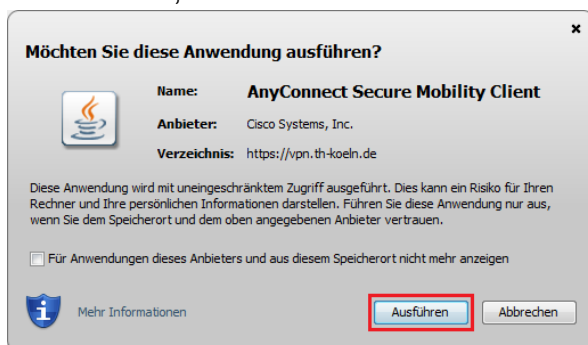 Möchten Sie diese Anwendung ausführen?
Name: AnyConnect Secure Mobility Client
Anbieter: Cisco Systems, Inc.
Verzeichnis: https://vpn.th-koeln.de
Diese Anwendung wird mit uneingeschränktem Zugriff ausgeführt. Dies kann ein Risiko für Ihren
Rechner und Ihre persönlichen Informationen darstellen. Führen Sie diese Anwendung nur aus,
wenn Sie dem Speicherort und dem oben angegebenen Anbieter vertrauen.
Für Anwendungen dieses Anbieters und aus diesem Speicherort nicht mehr anzeigen
Mehr Informationen
Ausführen Abbrechen